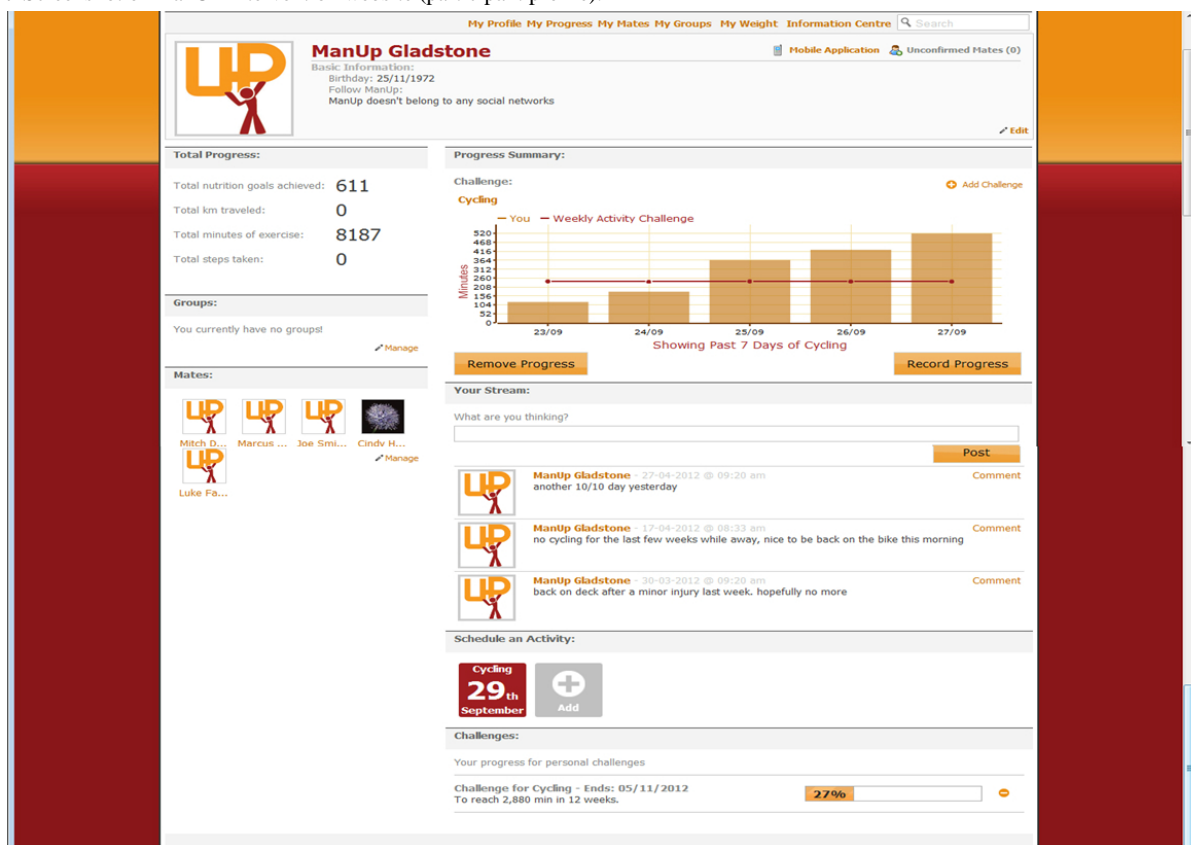 My Profile My Progress My Mates My Groups My Weight Information Centre Search
UP
ManUp Gladstone
Mobile Application Unconfirmed Mates (0)
Basic Information:
Birthday: 25/11/1972
Follow ManUp:
ManUp doesn't belong to any social networks
Edit
Total Progress:
Total nutrition goals achieved: 611
Total km traveled: 0
Total minutes of exercise: 8187
Total steps taken: 0
Groups:
You currently have no groups!
Manage
Mates:
UP UP UP
Mitch D... Marcus ... Joe Smi... Cindy H...
Manage
UP
Luke Fa...
Progress Summary:
Challenge:
Add Challenge
Cycling
You Weekly Activity Challenge
Minutes
520
468
416
364
312
260
208
156
104
52
0
23/09 24/09 25/09 26/09 27/09
Showing Past 7 Days of Cycling
Remove Progress Record Progress
Your Stream:
What are you thinking?
Post
UP
ManUp Gladstone - 27-04-2012 @ 09:20 am Comment
another 10/10 day yesterday
UP
ManUp Gladstone - 17-04-2012 @ 08:33 am Comment
no cycling for the last few weeks while away, nice to be back on the bike this morning
UP
ManUp Gladstone - 30-03-2012 @ 09:20 am Comment
back on deck after a minor injury last week. hopefully no more
Schedule an Activity:
Cycling
29th
September
Add
Challenges:
Your progress for personal challenges
Challenge for Cycling - Ends: 05/11/2012
To reach 2,880 min in 12 weeks.
27%